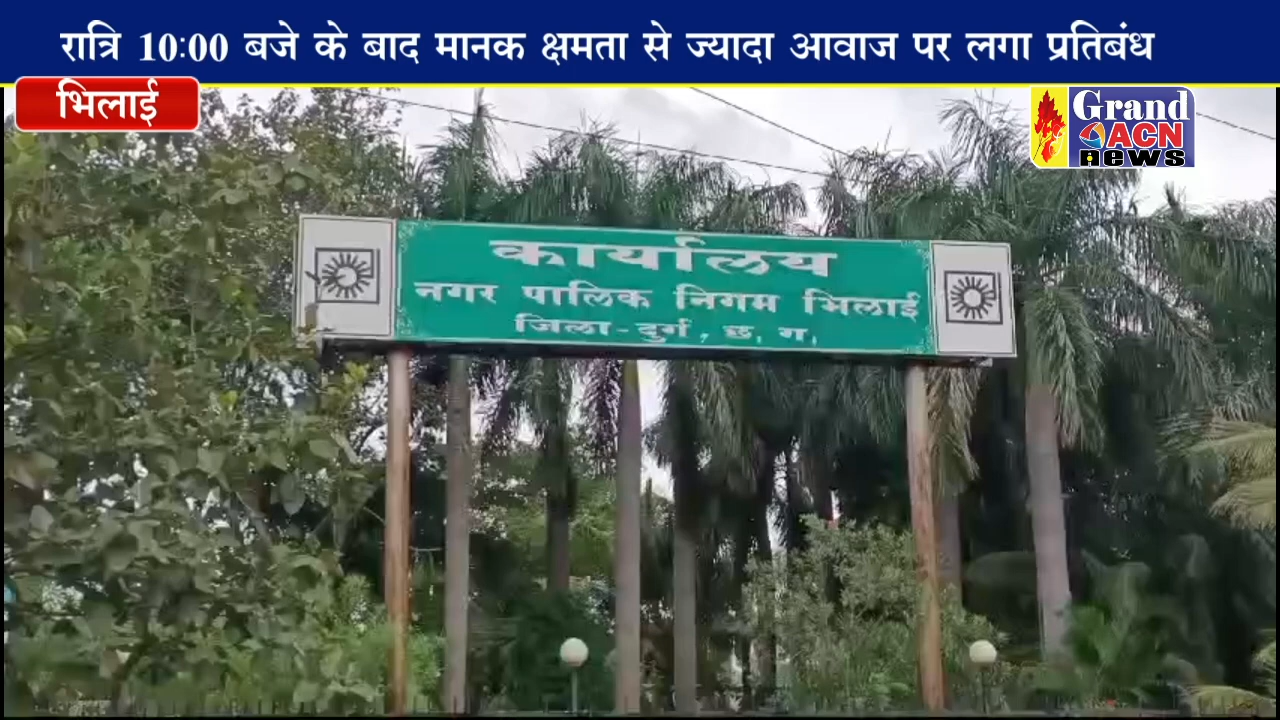 रात्रि 10:00 बजे के बाद मानक क्षमता से ज्यादा आवाज पर लगा प्रतिबंध
भिलाई
Grand
ACN
news
कार्यालय
नगर पालिक निगम भिलाई
जिला - दुर्ग, छ. ग.